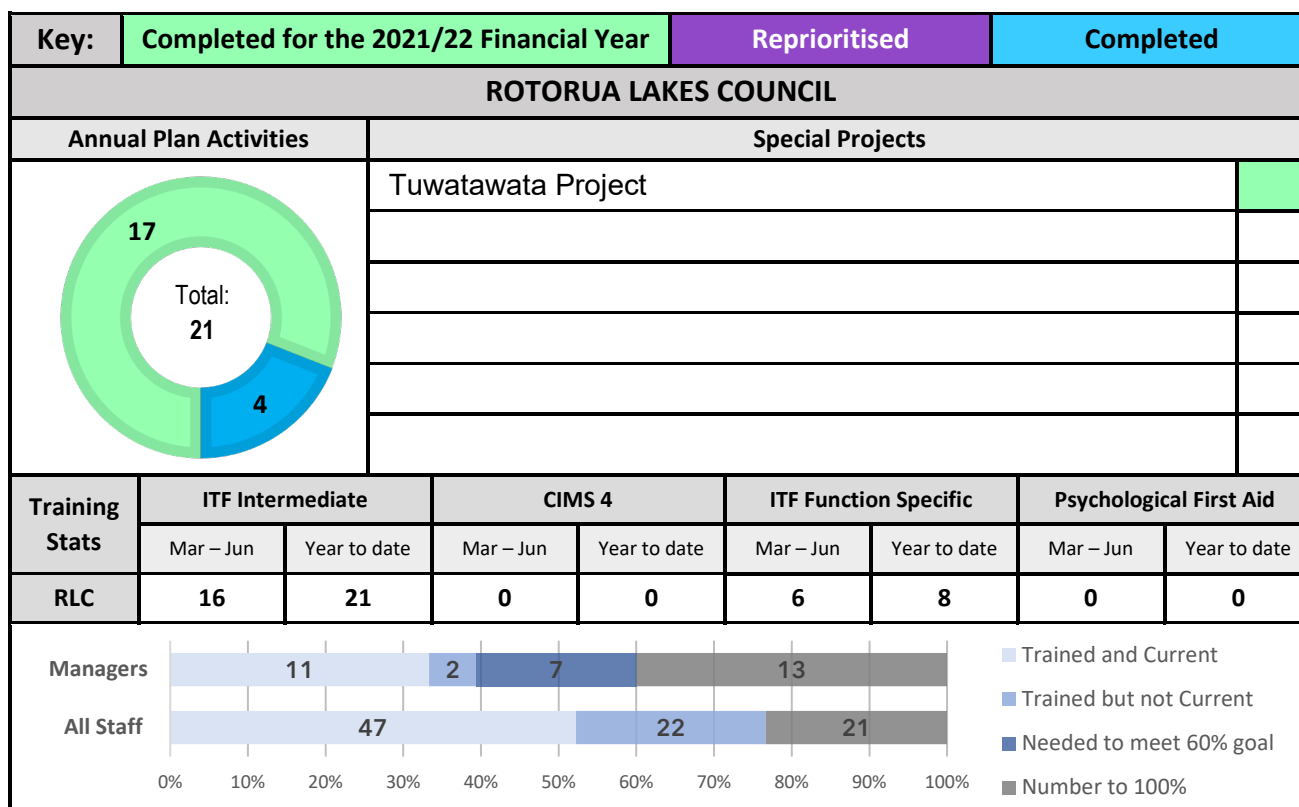 Key: Completed for the 2021/22 Financial Year Reprioritised Completed
ROTORUA LAKES COUNCIL
Annual Plan Activities Special Projects
Tuwatawata Project
17
Total:
21
4
Training Stats ITF Intermediate CIMS 4 ITF Function Specific Psychological First Aid
Mar – Jun Year to date Mar – Jun Year to date Mar – Jun Year to date Mar – Jun Year to date
RLC 16 21 0 0 6 8 0 0
Managers 11 2 7 13
All Staff 47 22 21
0% 10% 20% 30% 40% 50% 60% 70% 80% 90% 100%
Trained and Current
Trained but not Current
Needed to meet 60% goal
Number to 100%